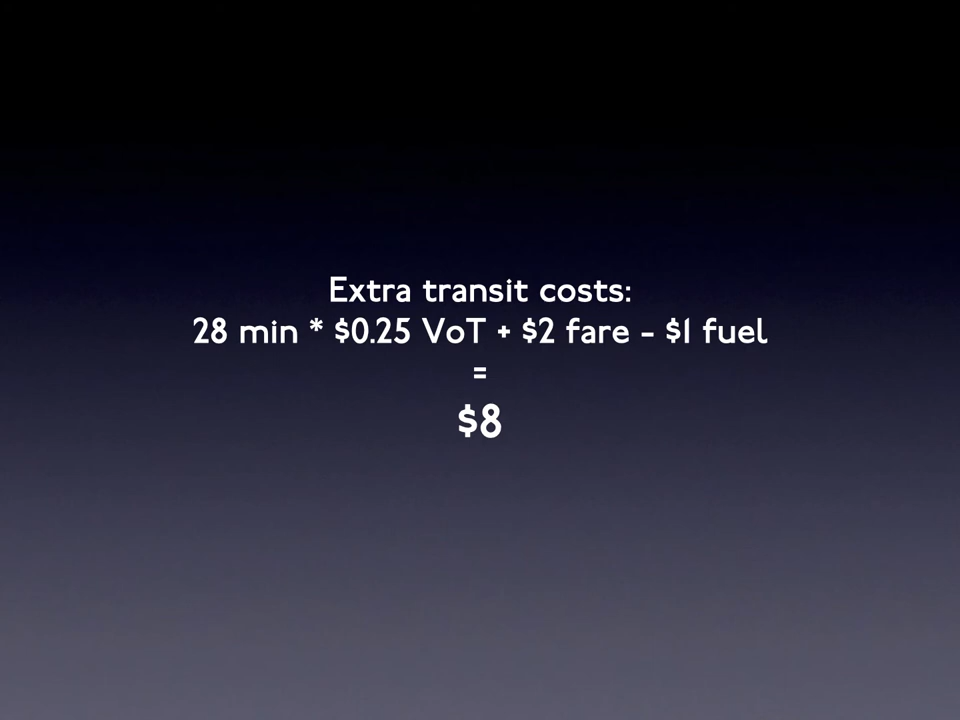 Extra transit costs:
28 min * $0.25 VoT + $2 fare - $1 fuel
=
$8